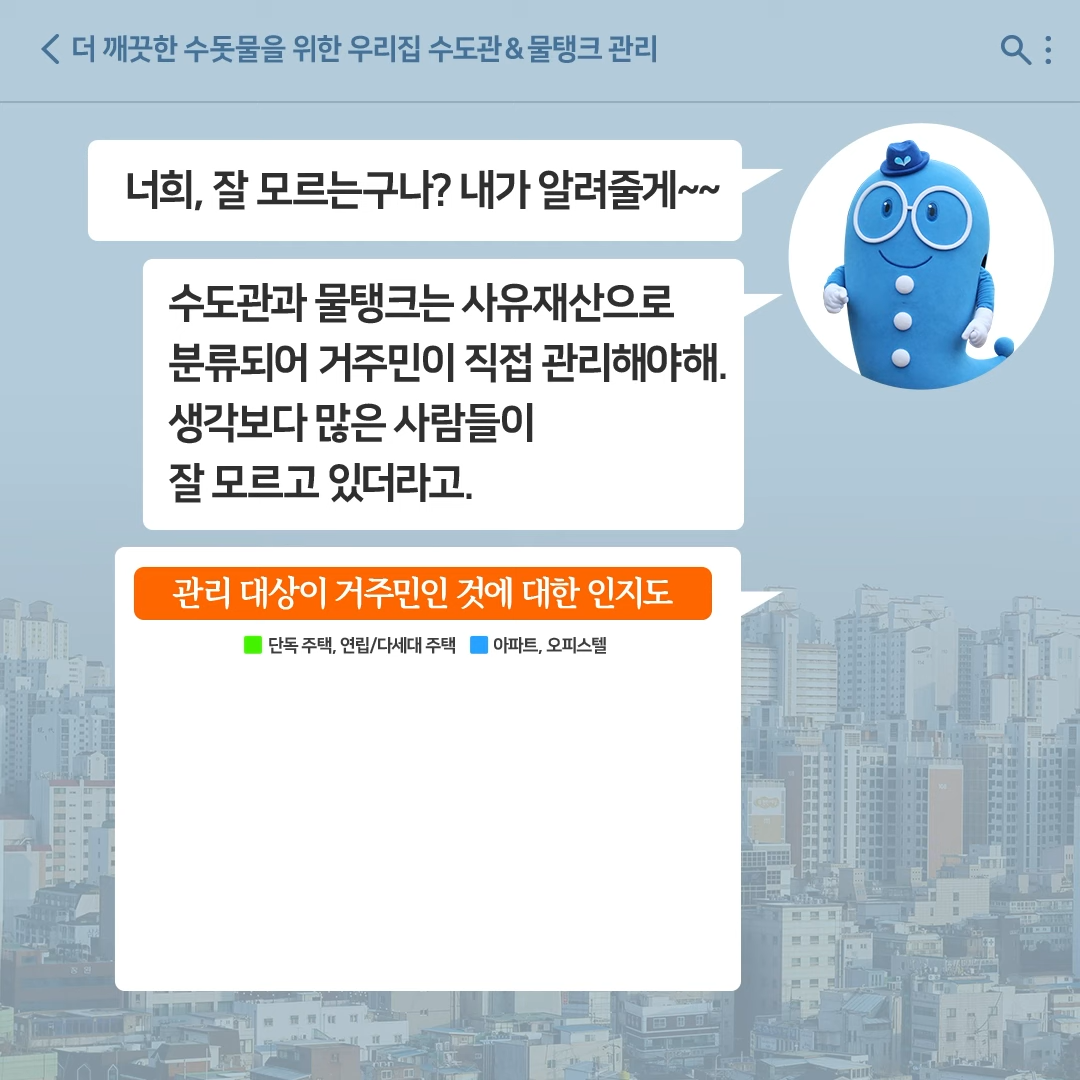 더 깨끗한 수돗물을 위한 우리집 수도관&물탱크 관리
너희, 잘 모르는구나? 내가 알려줄게~~
수도관과 물탱크는 사유재산으로
분류되어 거주민이 직접 관리해야해.
생각보다 많은 사람들이
잘 모르고 있더라고.
관리 대상이 거주민인 것에 대한 인지도
단독 주택, 연립/다세대 주택 아파트, 오피스텔